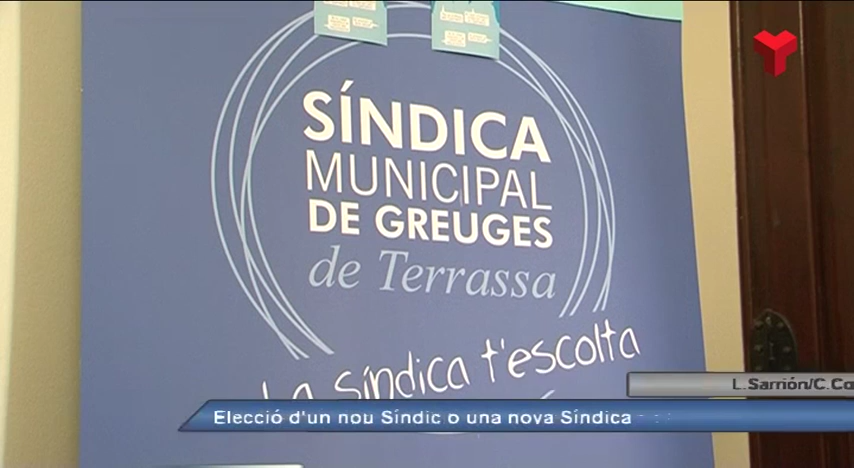 SÍNDICA
MUNICIPAL
DE GREUGES
de Terrassa
La síndica t'escolta
L.Sarrión/C.Co
Elecció d'un nou Síndic o una nova Síndica